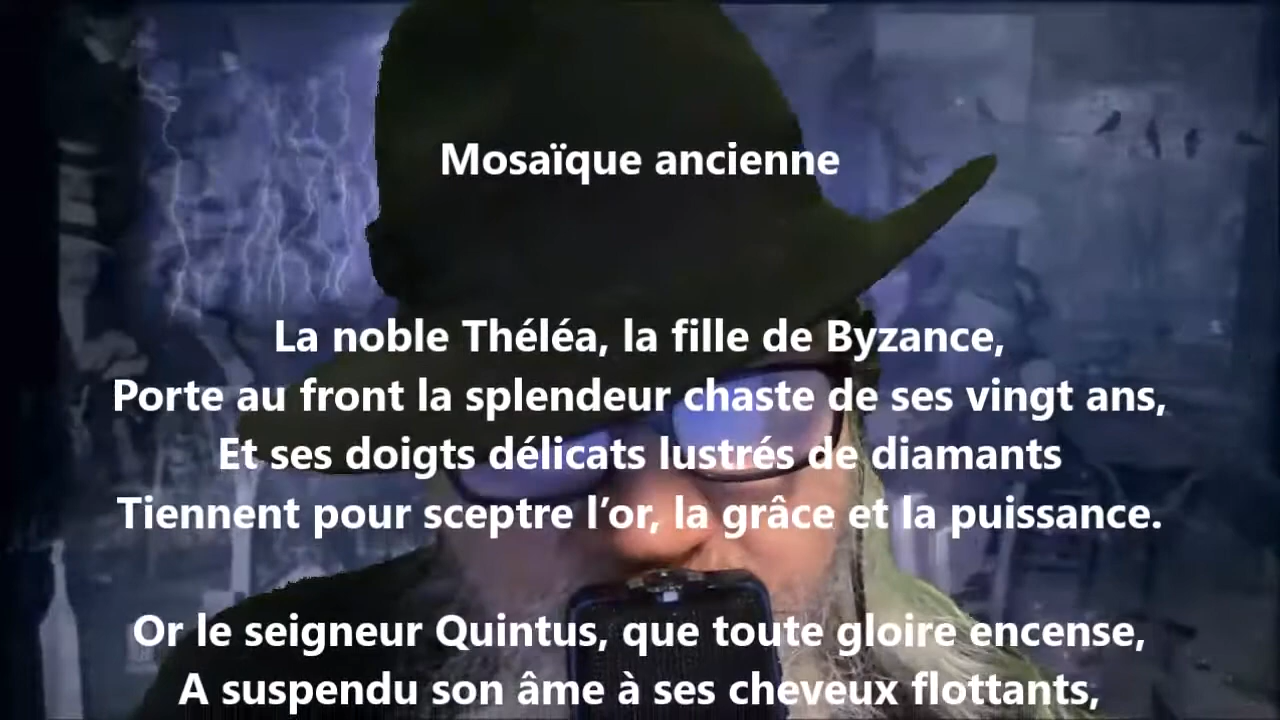 Mosaïque ancienne
La noble Théléa, la fille de Byzance,
Porte au front la splendeur chaste de ses vingt ans,
Et ses doigts délicats lustrés de diamants
Tiennent pour sceptre l’or, la grâce et la puissance.
Or le seigneur Quintus, que toute gloire encense,
A suspendu son âme à ses cheveux flottants,